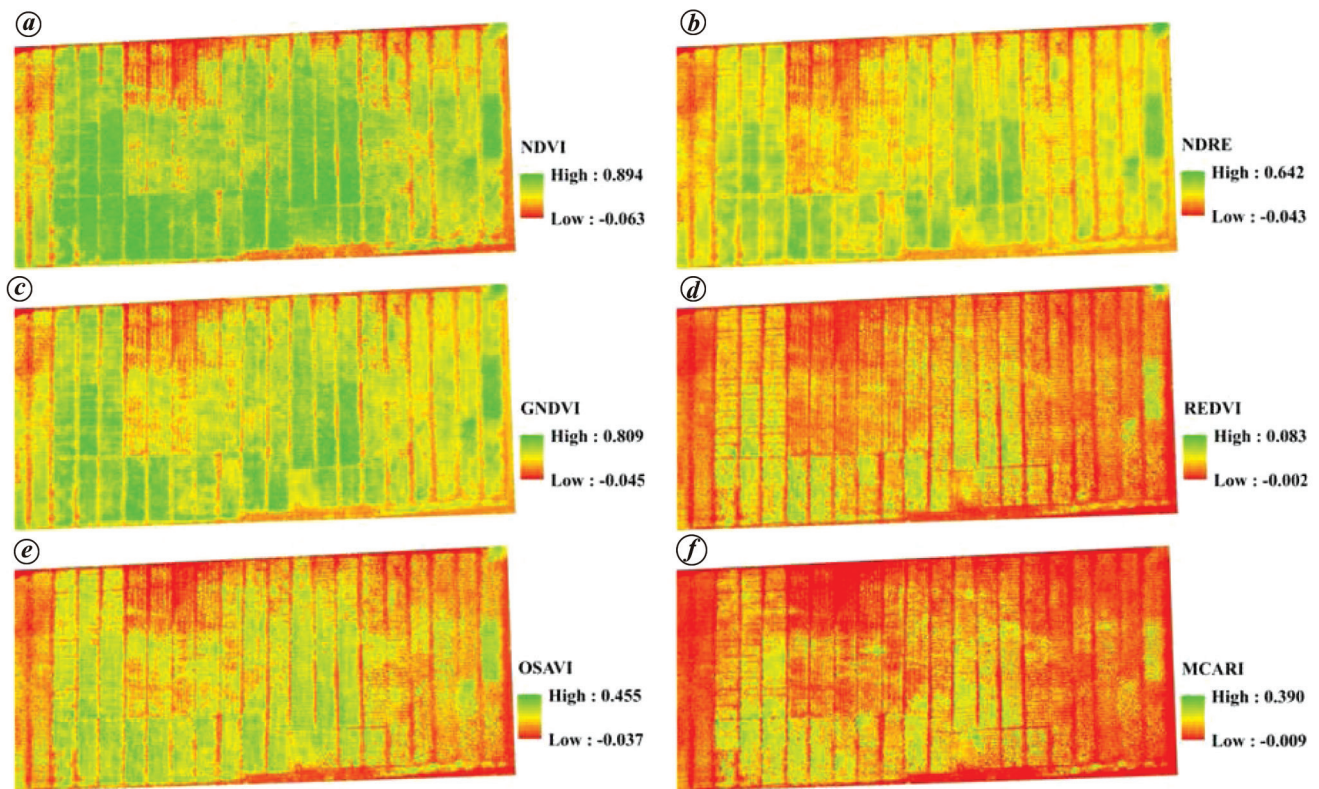 a
NDVI
High : 0.894
Low : -0.063
b
NDRE
High : 0.642
Low : -0.043
c
GNDVI
High : 0.809
Low : -0.045
d
REDVI
High : 0.083
Low : -0.002
e
OSAVI
High : 0.455
Low : -0.037
f
MCARI
High : 0.390
Low : -0.009